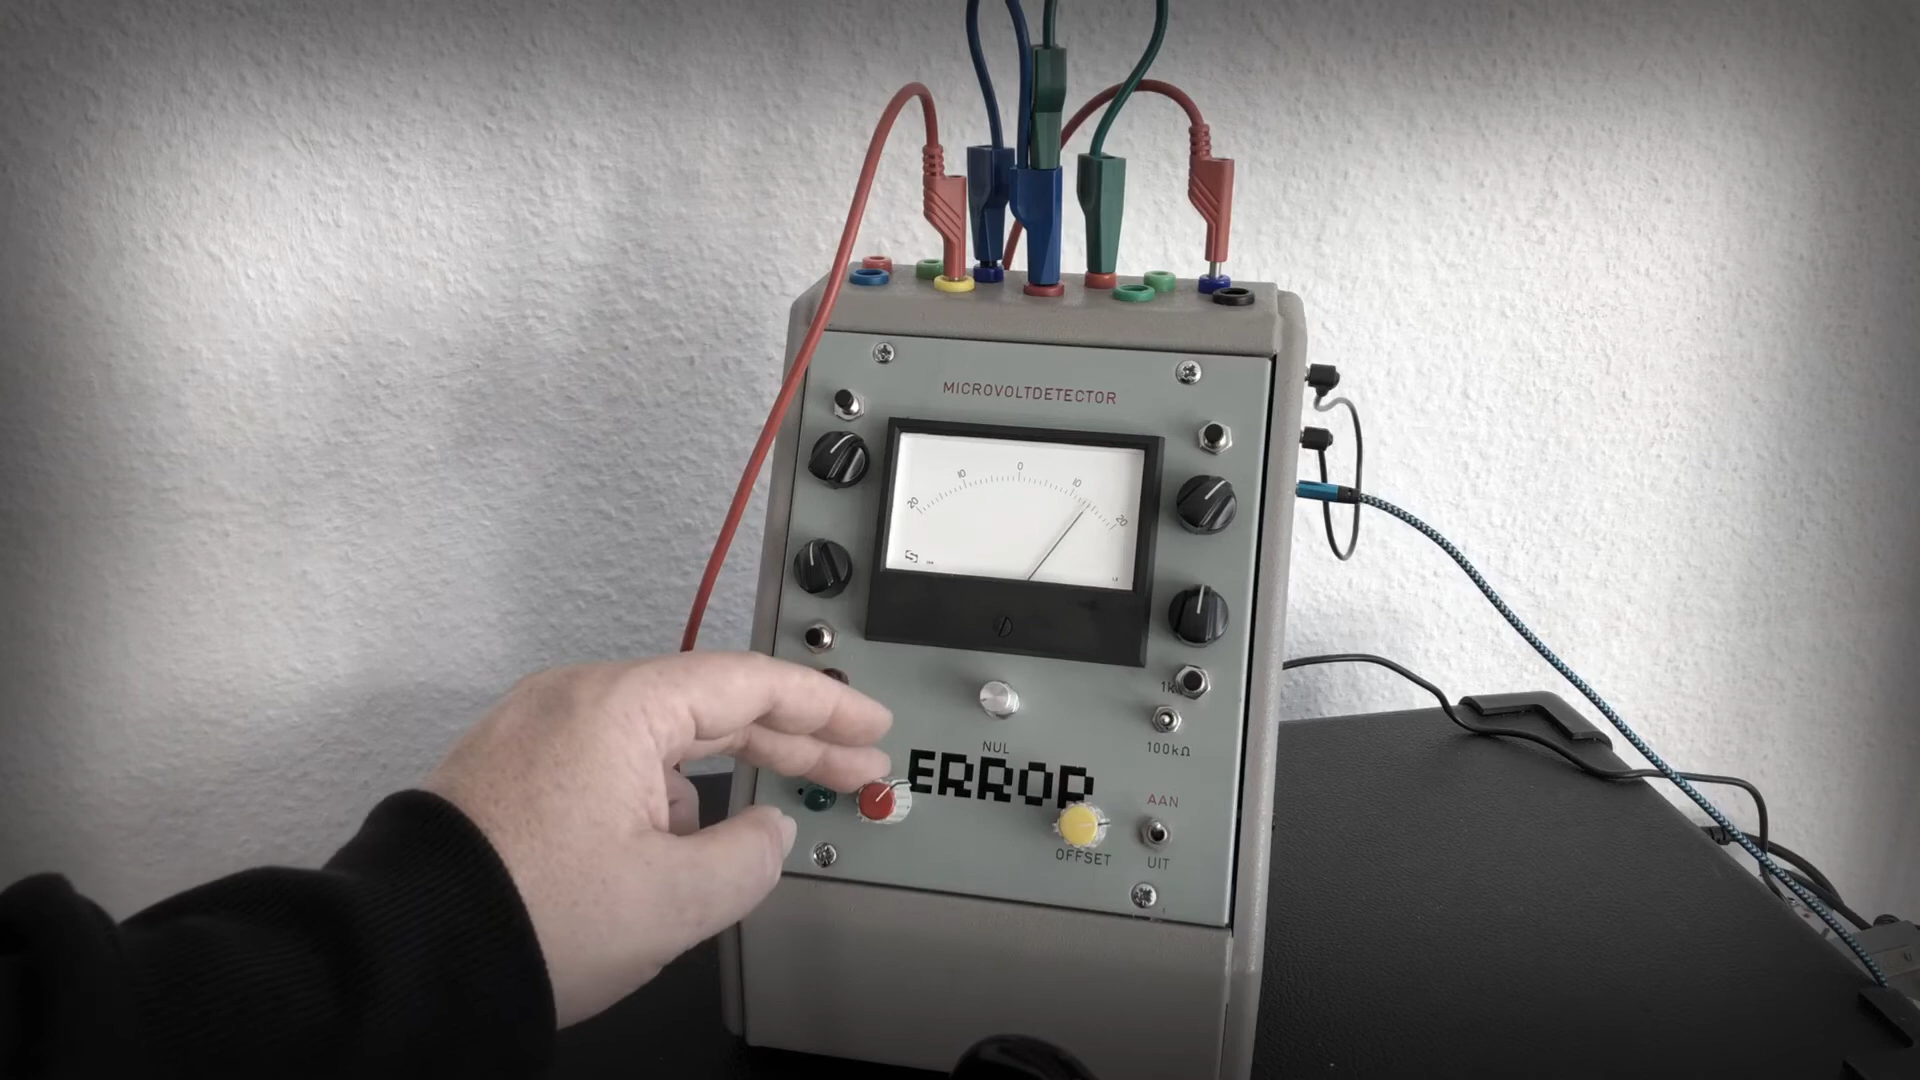 MICROVOLTDETECTOR
20 10 0 10 20
1k
100kΩ
NUL
ERROR
AAN
OFFSET
UIT